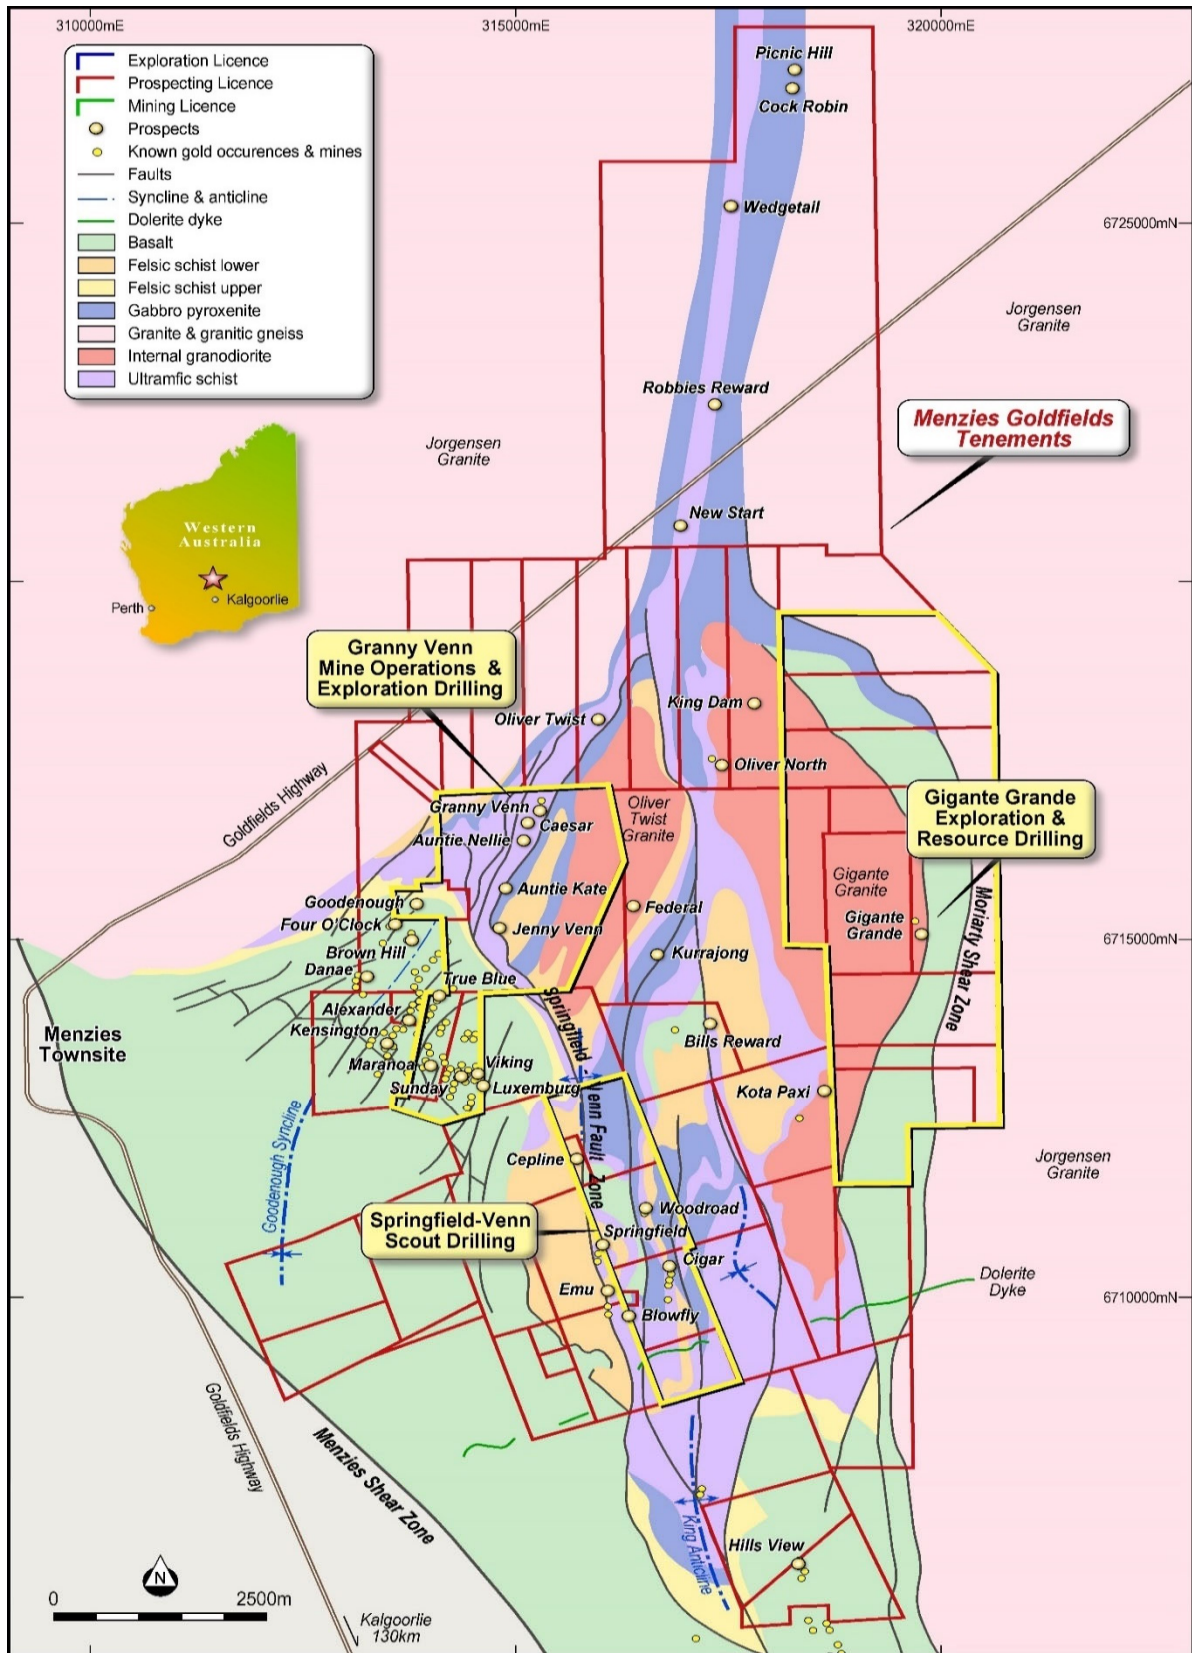 310000mE
315000mE
320000mE
Exploration Licence
Prospecting Licence
Mining Licence
Prospects
Known gold occurences & mines
Faults
Syncline & anticline
Dolerite dyke
Basalt
Felsic schist lower
Felsic schist upper
Gabbro pyroxenite
Granite & granitic gneiss
Internal granodiorite
Ultramfic schist
Picnic Hill
Cock Robin
Wedgetail
6725000mN
Jorgensen
Granite
Robbies Reward
Menzies Goldfields
Tenements
Jorgensen
Granite
New Start
Western
Australia
Perth
Kalgoorlie
Granny Venn
Mine Operations &
Exploration Drilling
King Dam
Oliver Twist
Oliver North
Goldfields Highway
Granny Venn
Caesar
Auntie Nellie
Oliver
Twist
Granite
Gigante Grande
Exploration &
Resource Drilling
Auntie Kate
Gigante
Granite
Goodenough
Federal
Four O'Clock
Jenny Venn
Gigante
Grande
Moriarty Shear Zone
6715000mN
Brown Hill
Kurrajong
Danae
True Blue
Alexander
Kensington
Springfield - Venn Fault Zone
Menzies
Townsite
Bills Reward
Maranoa
Viking
Sunday
Luxemburg
Kota Paxi
Goodenough Syncline
Cepline
Jorgensen
Granite
Woodroad
Springfield-Venn
Scout Drilling
Springfield
Cigar
Emu
Blowfly
Dolerite
Dyke
6710000mN
Goldfields Highway
Menzies Shear Zone
King Anticline
Hills View
N
0
2500m
Kalgoorlie
130km